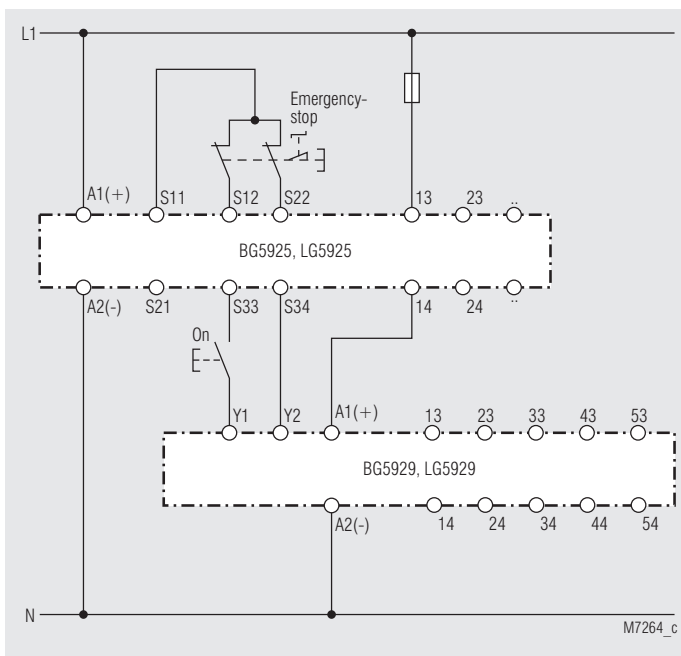 L1
Emergency-
stop
A1(+) S11 S12 S22 13 23 ..
BG5925, LG5925
A2(-) S21 S33 S34 14 24 ..
On
Y1 Y2 A1(+) 13 23 33 43 53
BG5929, LG5929
A2(-) 14 24 34 44 54
N
M7264_c